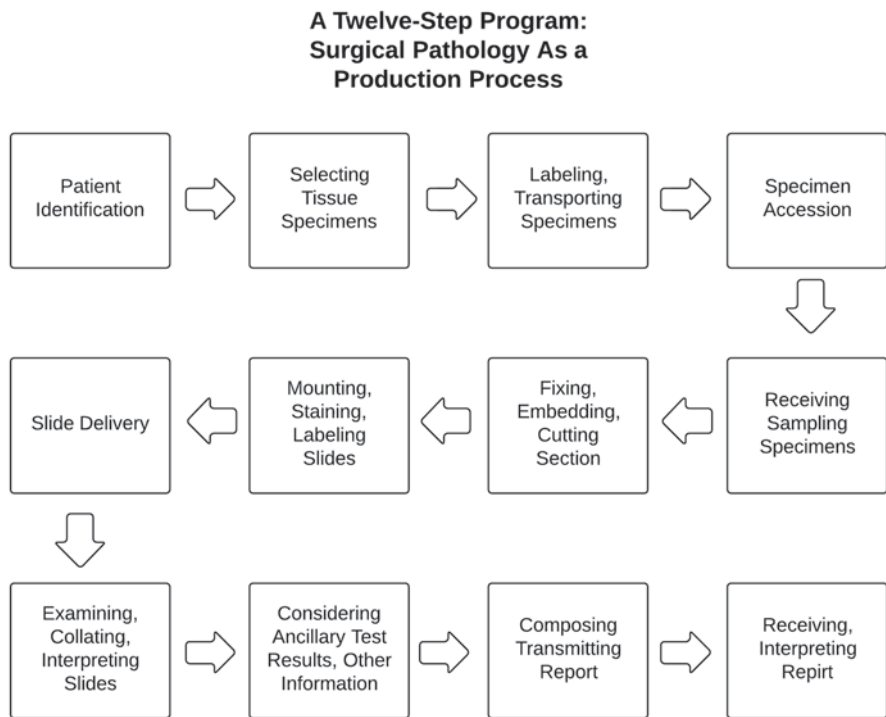 A Twelve-Step Program:
Surgical Pathology As a
Production Process
Patient
Identification
Selecting
Tissue
Specimens
Labeling,
Transporting
Specimens
Specimen
Accession
Receiving
Sampling
Specimens
Fixing,
Embedding,
Cutting
Section
Mounting,
Staining,
Labeling
Slides
Slide Delivery
Examining,
Collating,
Interpreting
Slides
Considering
Ancillary Test
Results, Other
Information
Composing
Transmitting
Report
Receiving,
Interpreting
Repirt